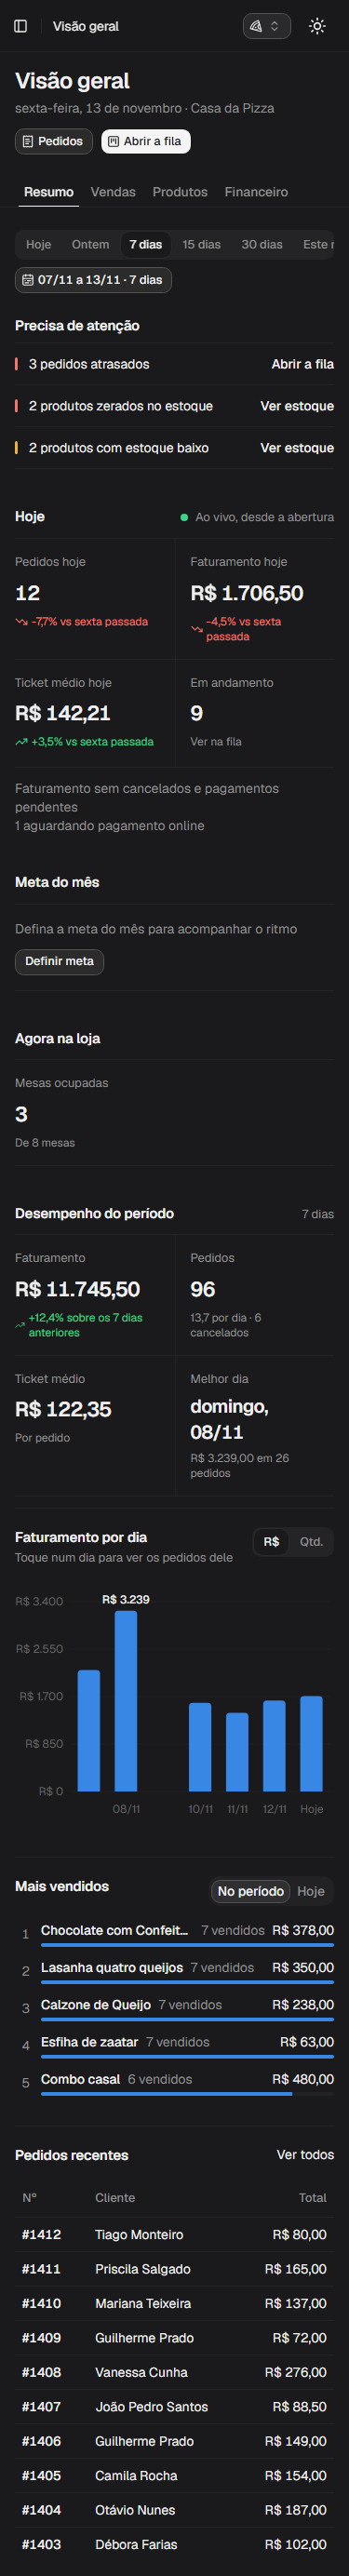 Visão geral
Visão geral
sexta-feira, 13 de novembro · Casa da Pizza
Pedidos
Abrir a fila
Resumo Vendas Produtos Financeiro
Hoje Ontem 7 dias 15 dias 30 dias Este
07/11 a 13/11 · 7 dias
Precisa de atenção
3 pedidos atrasados Abrir a fila
2 produtos zerados no estoque Ver estoque
2 produtos com estoque baixo Ver estoque
Hoje Ao vivo, desde a abertura
Pedidos hoje
12
-7,7% vs sexta passada
Faturamento hoje
R$ 1.706,50
-4,5% vs sexta
passada
Ticket médio hoje
R$ 142,21
+3,5% vs sexta passada
Em andamento
9
Ver na fila
Faturamento sem cancelados e pagamentos
pendentes
1 aguardando pagamento online
Meta do mês
Defina a meta do mês para acompanhar o ritmo
Definir meta
Agora na loja
Mesas ocupadas
3
De 8 mesas
Desempenho do período 7 dias
Faturamento
R$ 11.745,50
+12,4% sobre os 7 dias
anteriores
Pedidos
96
13,7 por dia · 6
cancelados
Ticket médio
R$ 122,35
Por pedido
Melhor dia
domingo,
08/11
R$ 3.239,00 em 26
pedidos
Faturamento por dia
Toque num dia para ver os pedidos dele
R$ Qtd.
R$ 3.239
R$ 3.400
R$ 2.550
R$ 1.700
R$ 850
R$ 0
08/11 10/11 11/11 12/11 Hoje
Mais vendidos No período Hoje
1 Chocolate com Confeit... 7 vendidos R$ 378,00
2 Lasanha quatro queijos 7 vendidos R$ 350,00
3 Calzone de Queijo 7 vendidos R$ 238,00
4 Esfiha de zaatar 7 vendidos R$ 63,00
5 Combo casal 6 vendidos R$ 480,00
Pedidos recentes Ver todos
Nº Cliente Total
#1412 Tiago Monteiro R$ 80,00
#1411 Priscila Salgado R$ 165,00
#1410 Mariana Teixeira R$ 137,00
#1409 Guilherme Prado R$ 72,00
#1408 Vanessa Cunha R$ 276,00
#1407 João Pedro Santos R$ 88,50
#1406 Guilherme Prado R$ 149,00
#1405 Camila Rocha R$ 154,00
#1404 Otávio Nunes R$ 187,00
#1403 Débora Farias R$ 102,00